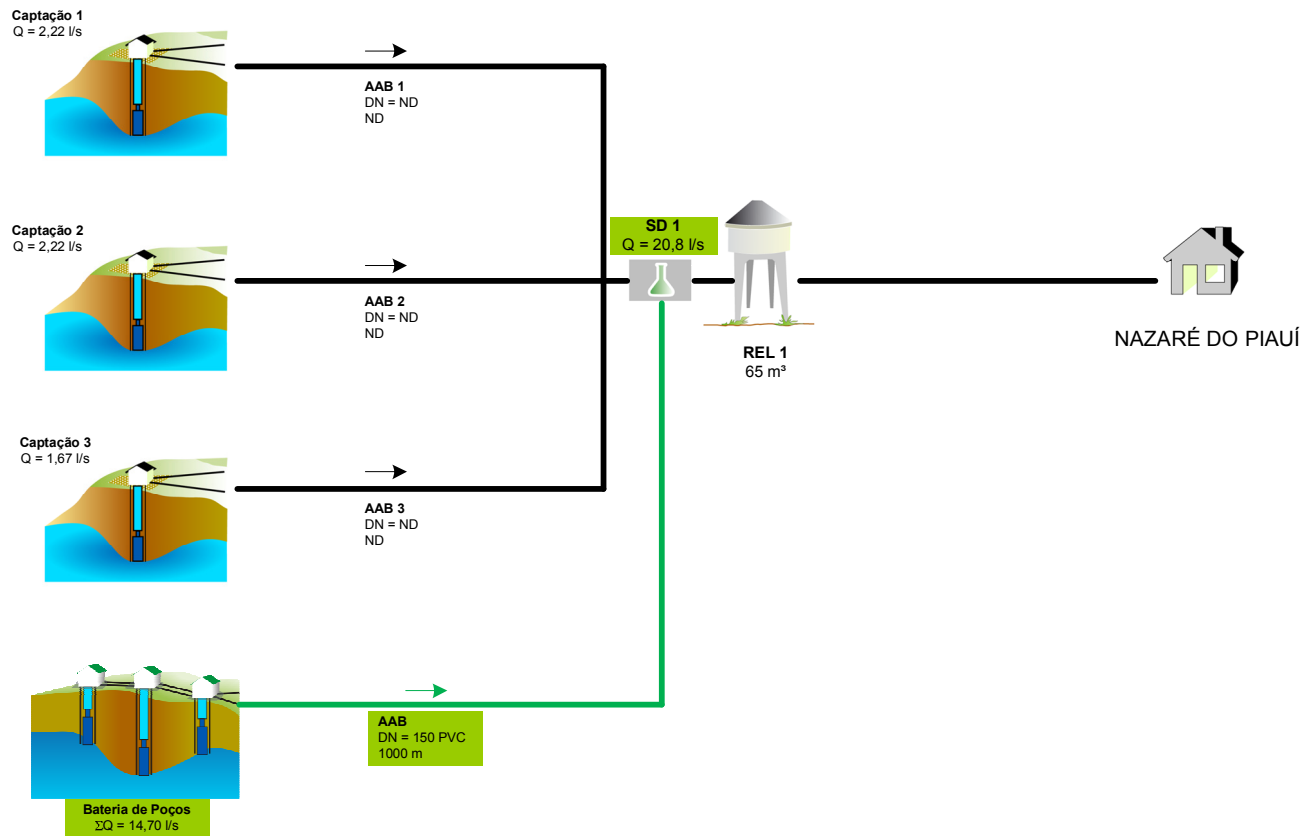 Captação 1
Q = 2,22 l/s
AAB 1
DN = ND
ND
Captação 2
Q = 2,22 l/s
AAB 2
DN = ND
ND
SD 1
Q = 20,8 l/s
REL 1
65 m³
NAZARÉ DO PIAUÍ
Captação 3
Q = 1,67 l/s
AAB 3
DN = ND
ND
AAB
DN = 150 PVC
1000 m
Bateria de Poços
ΣQ = 14,70 l/s